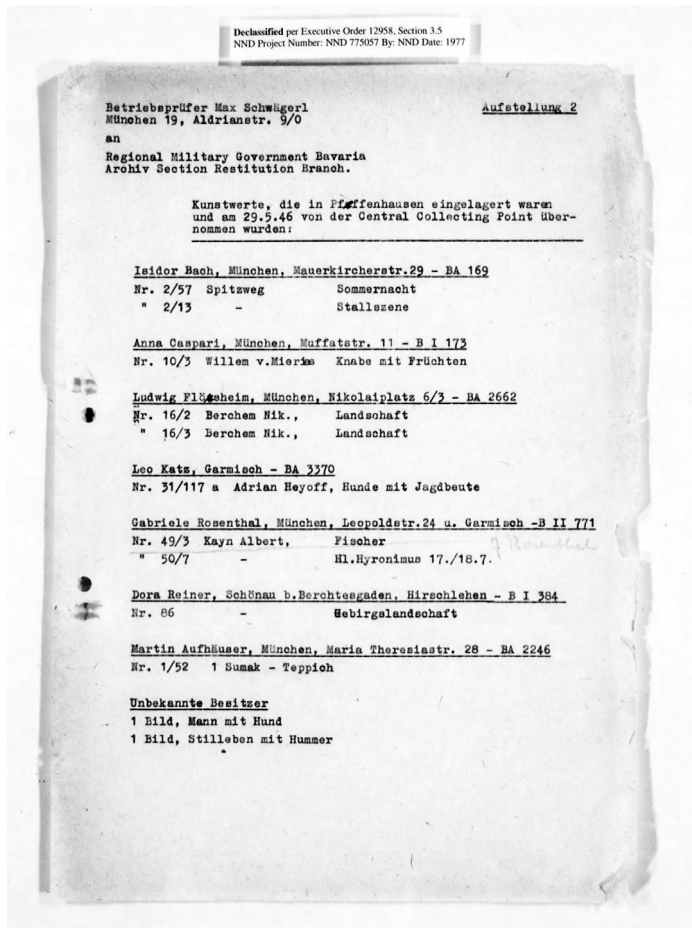 Declassified per Executive Order 12958, Section 3.5
NND Project Number: NND 775057 By: NND Date: 1977
Betriebsprüfer Max Schwägerl
Aufstellung 2
München 19, Aldrianstr. 9/0
an
Regional Military Government Bavaria
Archiv Section Restitution Branch.
Kunstwerte, die in Pfaffenhausen eingelagert waren
und am 29.5.46 von der Central Collecting Point über-
nommen wurden:
Isidor Bach, München, Mauerkircherstr.29 - BA 169
Nr. 2/57 Spitzweg Sommernacht
" 2/13 - Stallszene
Anna Caspari, München, Muffatstr. 11 - B I 173
Nr. 10/3 Willem v.Mieris Knabe mit Früchten
Ludwig München, Nikolaiplatz 6/3 - BA 2662
Nr. 16/2 Berchem Nik., Landschaft
" 16/3 Berchem Nik., Landschaft
Leo Katz, Garmisch - BA 3370
Nr. 31/117 a Adrian Heyoff, Hunde mit Jagdbeute
Gabriele Rosenthal, München, Leopoldstr.24 u. Garmisch -B II 771
Nr. 49/3 Kayn Albert, Fischer
J Rosenthal
" 50/7 - Hl.Hyronimus 17./18.7.
Dora Reiner, Schönau b.Berchtesgaden, Hirschlehen - B I 384
Nr. 86 - Gebirgslandschaft
Martin Aufhäuser, München, Maria Theresiastr. 28 - BA 2246
Nr. 1/52 1 Sumak - Teppich
Unbekannte Besitzer
1 Bild, Mann mit Hund
1 Bild, Stilleben mit Hummer